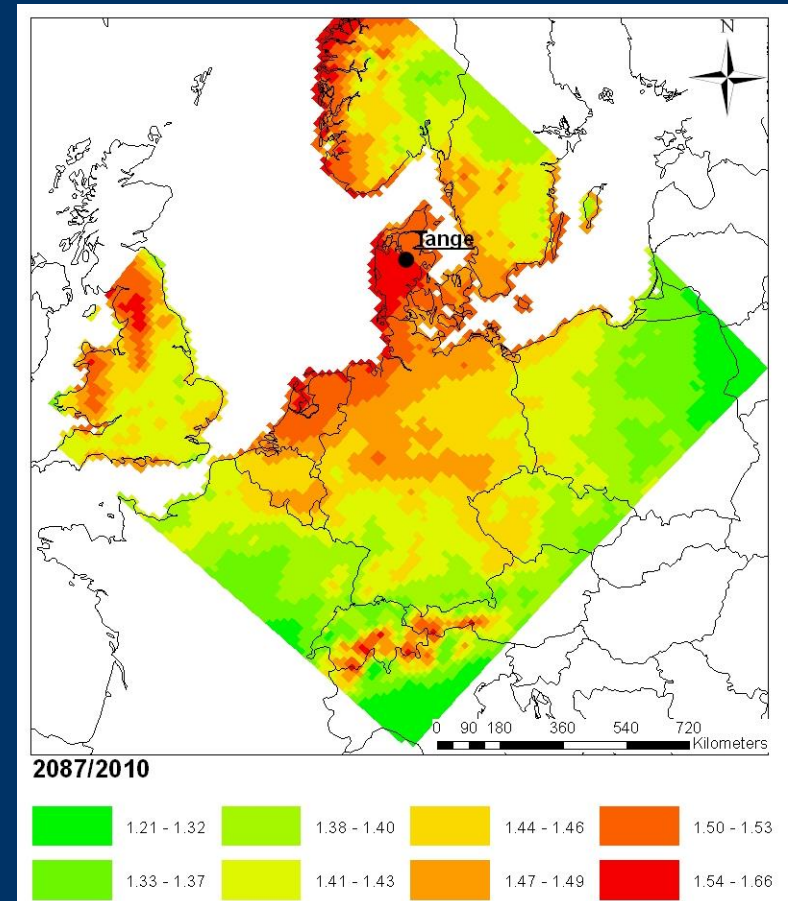 N
Tange
0 90 180 360 540 720
Kilometers
2087/2010
1.21 - 1.32 1.38 - 1.40 1.44 - 1.46 1.50 - 1.53
1.33 - 1.37 1.41 - 1.43 1.47 - 1.49 1.54 - 1.66